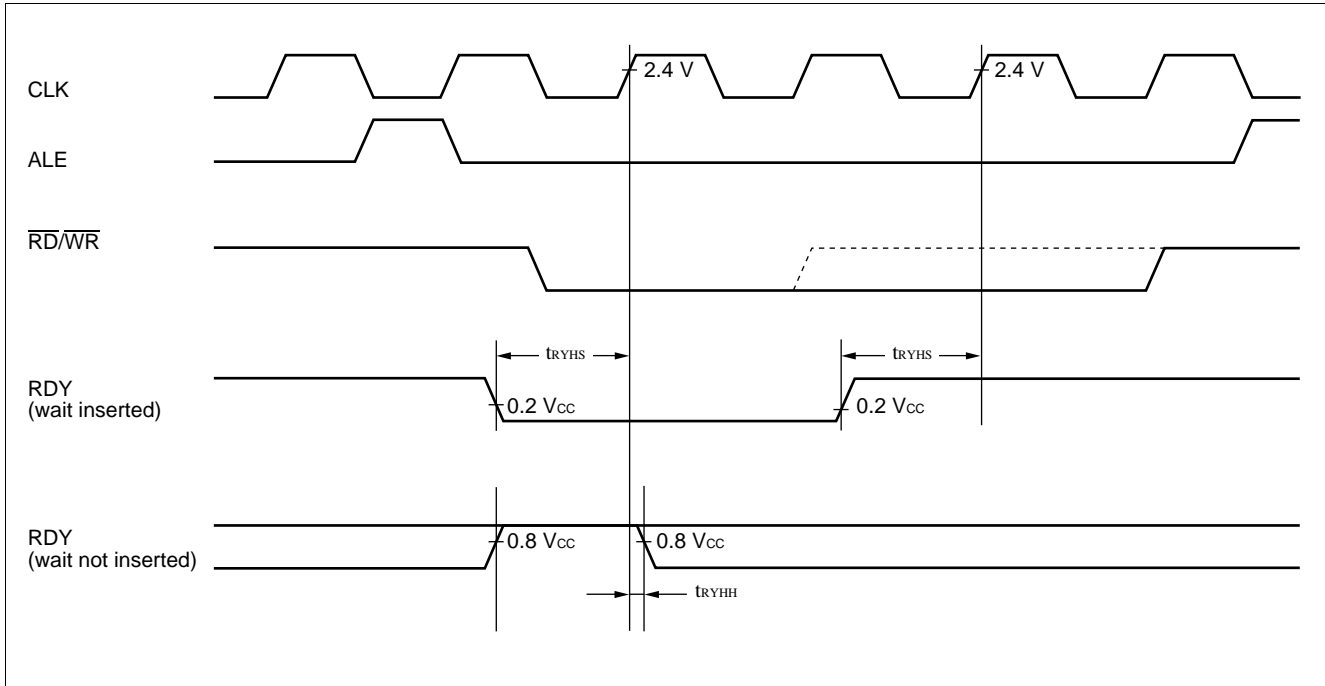 CLK
2.4 V
2.4 V
ALE
RD/WR
tRYHS
tRYHS
RDY
(wait inserted)
0.2 VCC
0.2 VCC
RDY
(wait not inserted)
0.8 VCC
0.8 VCC
tRYHH